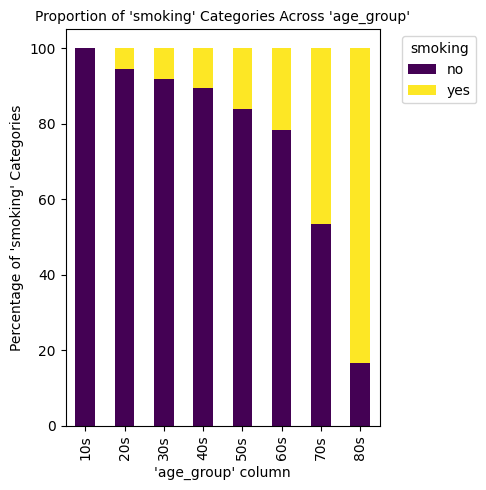 Proportion of 'smoking' Categories Across 'age_group'
smoking
no
yes
Percentage of 'smoking' Categories
100
80
60
40
20
0
10s
20s
30s
40s
50s
60s
70s
80s
'age_group' column